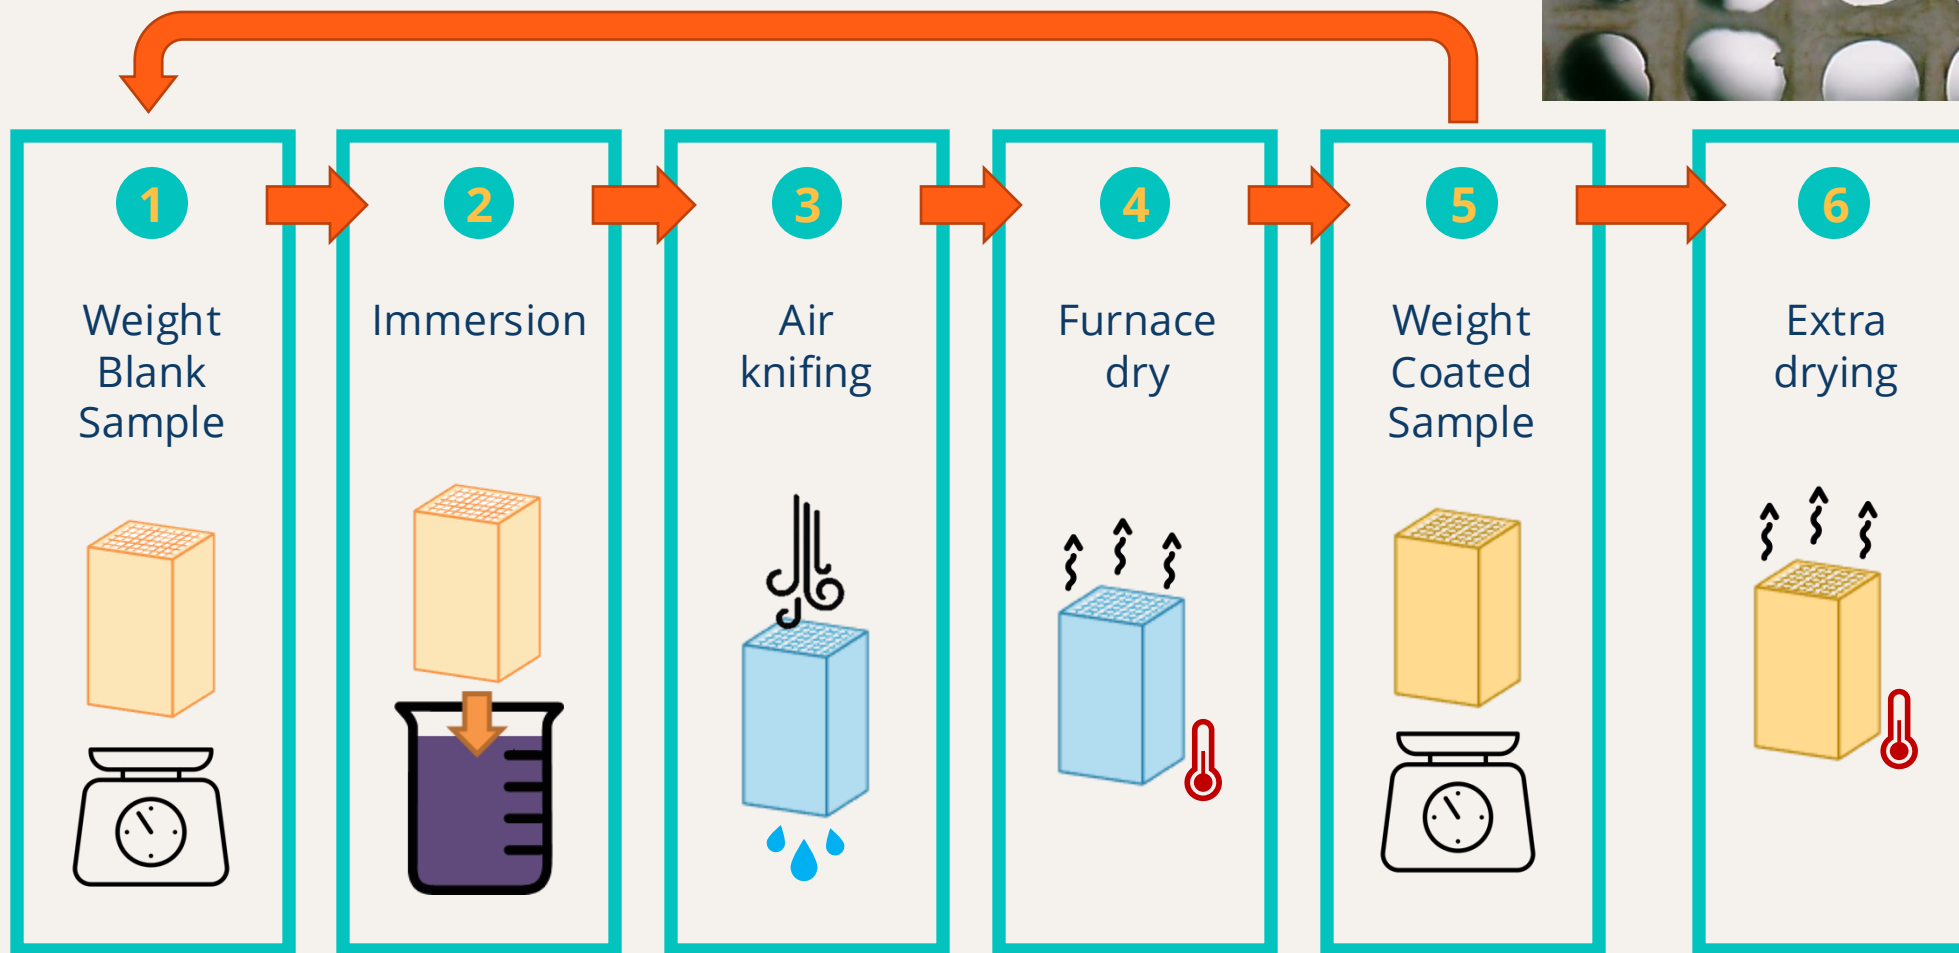 1
Weight
Blank
Sample
2
Immersion
3
Air
knifing
4
Furnace
dry
5
Weight
Coated
Sample
6
Extra
drying